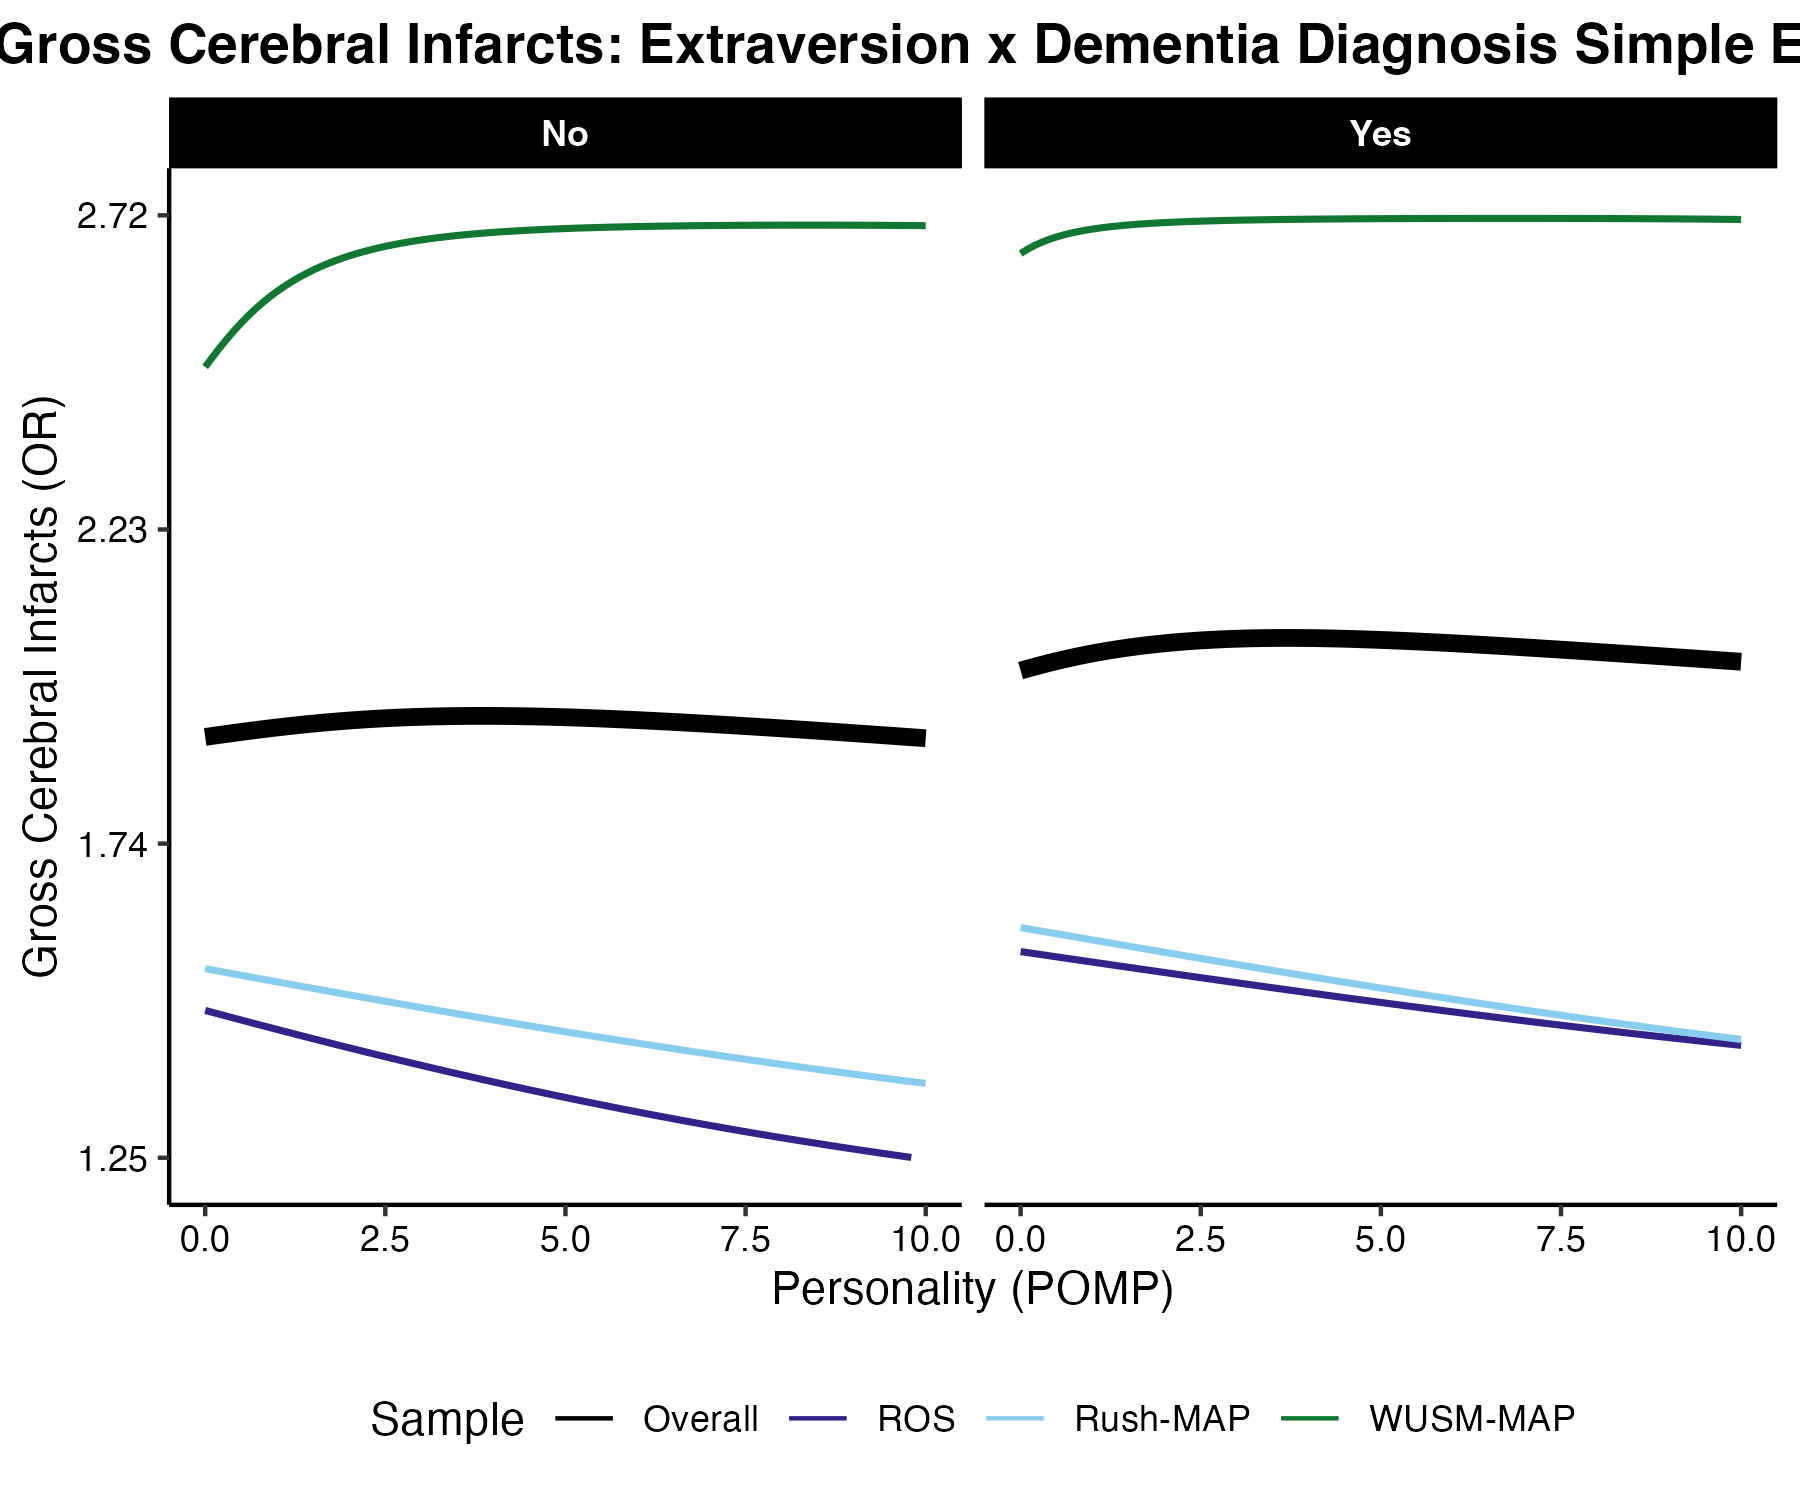 Gross Cerebral Infarcts: Extraversion x Dementia Diagnosis Simple E
No Yes
Gross Cerebral Infarcts (OR)
2.72
2.23
1.74
1.25
0.0 2.5 5.0 7.5 10.0 0.0 2.5 5.0 7.5 10.0
Personality (POMP)
Sample Overall ROS Rush-MAP WUSM-MAP